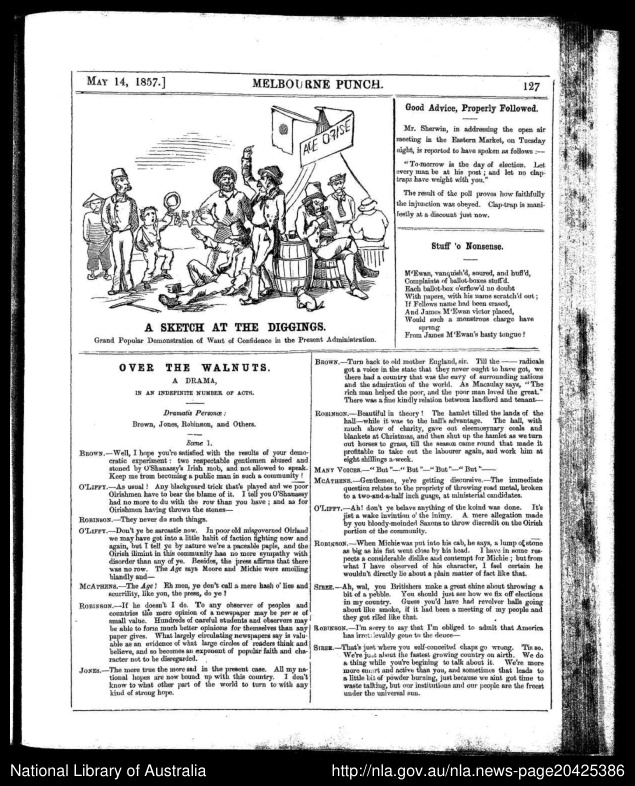 MAY 14, 1857.]
MELBOURNE PUNCH.
127
AGE OFISE
A SKETCH AT THE DIGGINGS.
Grand Popular Demonstration of Want of Confidence in the Present Administration.
OVER THE WALNUTS.
A DRAMA,
IN AN INDEFINITE NUMBER OF ACTS.
Dramatis Personæ:
Brown, Jones, Robinson, and Others.
Scene 1.
BROWN.—Well, I hope you're satisfied with the results of your demo-
cratic experiment: two respectable gentlemen abused and
stoned by O'Shanassy's Irish mob, and not allowed to speak.
Keep me from becoming a public man in such a community!
O'LIFFY.—As usual! Any blackguard trick that's played and we poor
Oirishmen have to bear the blame of it. I tell you O'Shanassy
had no more to do with the row than you have; and as for
Oirishmen having thrown the stones—
ROBINSON.—They never do such things.
O'LIFFY.—Don't ye be sarcastic now. In poor old misgoverned Oirland
we may have got into a little habit of faction fighting now and
again, but I tell ye by nature we're a paceable paple, and the
Oirish ilimint in this community has no more sympathy with
disorder than any of ye. Besides, the press affirms that there
was no row. The Age says Moore and Michie were smoiling
blandly and—
McATHENS.—The Age! Eh mon, ye don't call a mere hash o' lies and
scurrility, like you, the press, do ye?
ROBINSON.—If he doesn't I do. To any observer of peoples and
countries the mere opinion of a newspaper may be per se of
small value. Hundreds of careful students and observers may
be able to form much better opinions for themselves than any
paper gives. What largely circulating newspapers say is valu-
able as an evidence of what large circles of readers think and
believe, and so becomes an exponent of popular faith and cha-
racter not to be disregarded.
JONES.—The more true the more sad in the present case. All my na-
tional hopes are now bound up with this country. I don't
know to what other part of the world to turn to with any
kind of strong hope.
Good Advice, Properly Followed.
Mr. Sherwin, in addressing the open air
meeting in the Eastern Market, on Tuesday
night, is reported to have spoken as follows:—
"To-morrow is the day of election. Let
every man be at his post; and let no clap-
traps have weight with you."
The result of the poll proves how faithfully
the injunction was obeyed. Clap-trap is mani-
festly at a discount just now.
Stuff 'o Nonsense.
M'Ewan, vanquish'd, soured, and huff'd,
Complaints of ballot-boxes stuff'd.
Each ballot-box o'erflow'd no doubt
With papers, with his name scratch'd out;
If Fellows name had been erased,
And James M'Ewan victor placed,
Would such a monstrous charge have
sprung
From James M'Ewan's hasty tongue!
BROWN.—Turn back to old mother England, sir. Till the —— radicals
got a voice in the state that they never ought to have got, we
there had a country that was the envy of surrounding nations
and the admiration of the world. As Macaulay says, "The
rich man helped the poor, and the poor man loved the great."
There was a fine kindly relation between landlord and tenant—
ROBINSON.—Beautiful in theory! The hamlet tilled the lands of the
hall—while it was to the hall's advantage. The hall, with
much show of charity, gave out eleemosynary coals and
blankets at Christmas, and then shut up the hamlet as we turn
out horses to grass, till the season came round that made it
profitable to take out the labourer again, and work him at
eight shillings a-week.
MANY VOICES.—"But"—"But"—"But"—"But"—
McATHENS.—Gentlemen, ye're getting discursive.—The immediate
question relates to the propriety of throwing road metal, broken
to a two-and-a-half inch guage, at ministerial candidates.
O'LIFFY.—Ah! don't ye belave anything of the koind was done. It's
jist a wake invintion o' the inimy. A mere allegation made
by you bloody-moinded Saxons to throw discredit on the Oirish
portion of the community.
ROBINSON.—When Michie was put into his cab, he says, a lump of stone
as big as his fist went close by his head. I have in some res-
pects a considerable dislike and contempt for Michie; but from
what I have observed of his character, I feel certain he
wouldn't directly lie about a plain matter of fact like that.
SIREE.—Ah, wal, you Britishers make a great shine about throwing a
bit of a pebble. You should just see how we fix off elections
in my country. Guess you'd have had revolver balls going
about like smoke, if it had been a meeting of my people and
they got riled like that.
ROBINSON.—I'm sorry to say that I'm obliged to admit that America
has irretrievably gone to the deuce—
SIREE.—That's just where you self-conceited chaps go wrong. Tis so.
We're just about the fastest growing country on airth. We do
a thing while you're begining to talk about it. We're more
more smart and active than you, and sometimes that leads to
a little bit of powder burning, just because we aint got time to
waste talking, but our institutions and our people are the freest
under the universal sun.
National Library of Australia
http://nla.gov.au/nla.news-page20425386